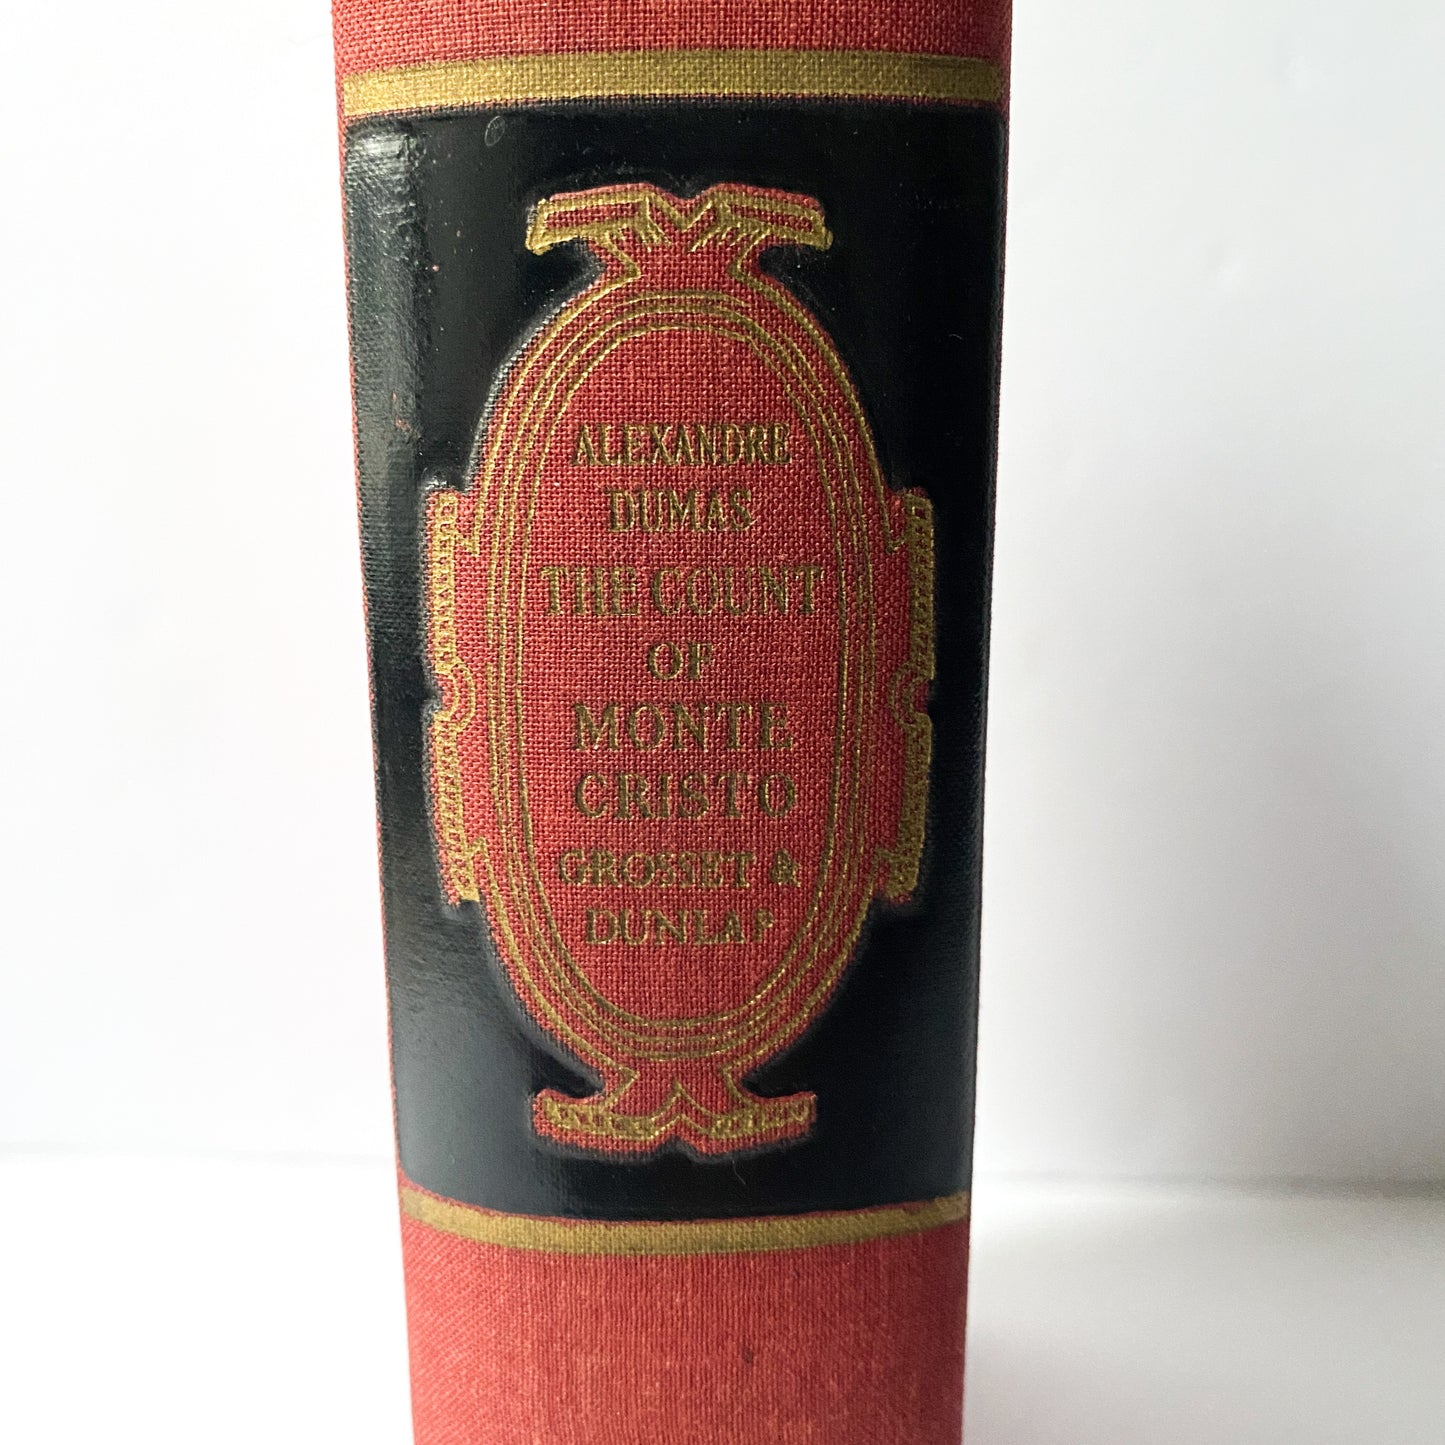 ALEXANDRE
DUMAS
THE COUNT
OF
MONTE
CRISTO
GROSSET &
DUNLAP